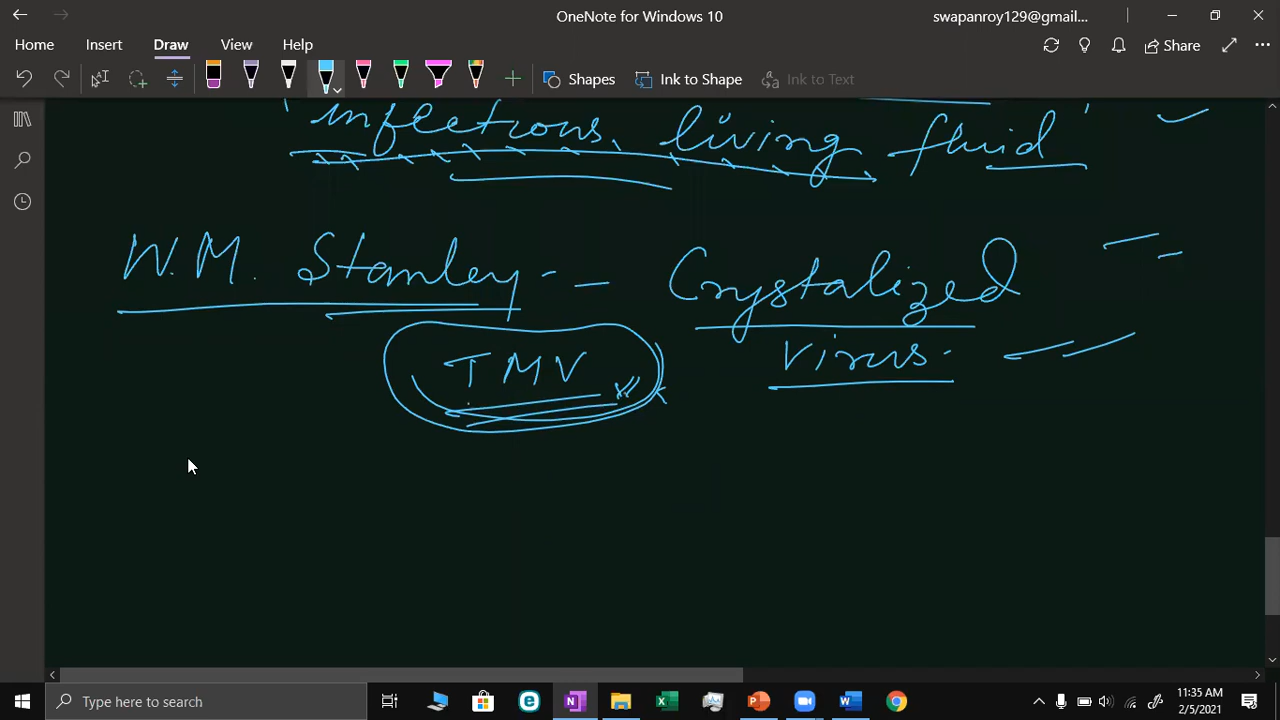 OneNote for Windows 10
swapanroy129@gmail...
Home Insert Draw View Help
Share
Shapes Ink to Shape Ink to Text
' inflections living fluid '
W.M. Stanley - Crystalized
TMV Virus
Type here to search
11:35 AM
2/5/2021